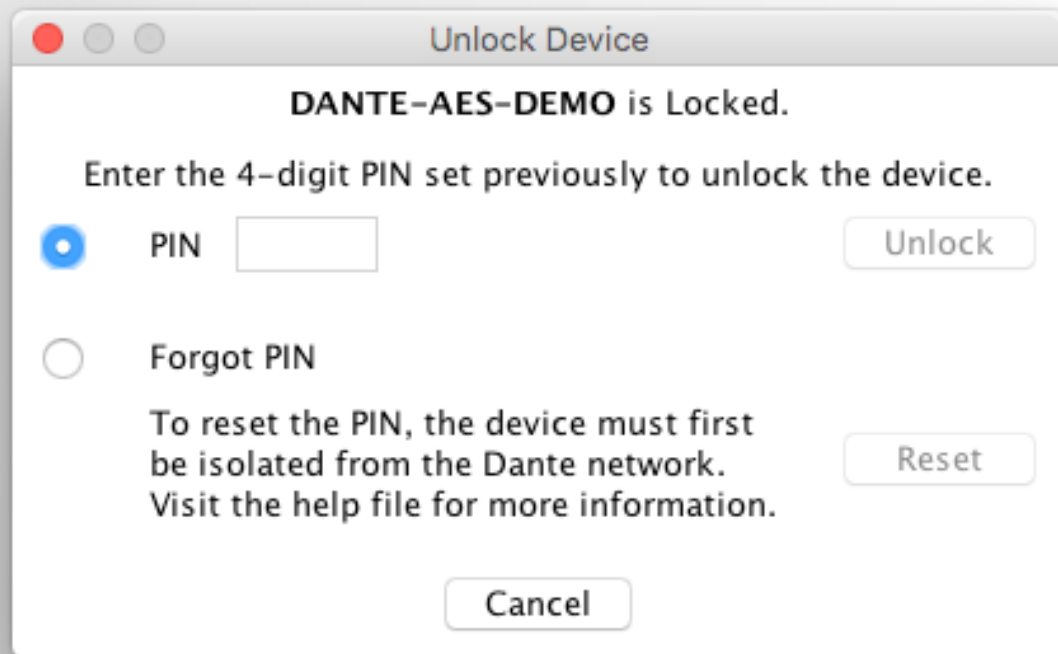 Unlock Device
DANTE-AES-DEMO is Locked.
Enter the 4-digit PIN set previously to unlock the device.
PIN
Unlock
Forgot PIN
To reset the PIN, the device must first
be isolated from the Dante network.
Visit the help file for more information.
Reset
Cancel